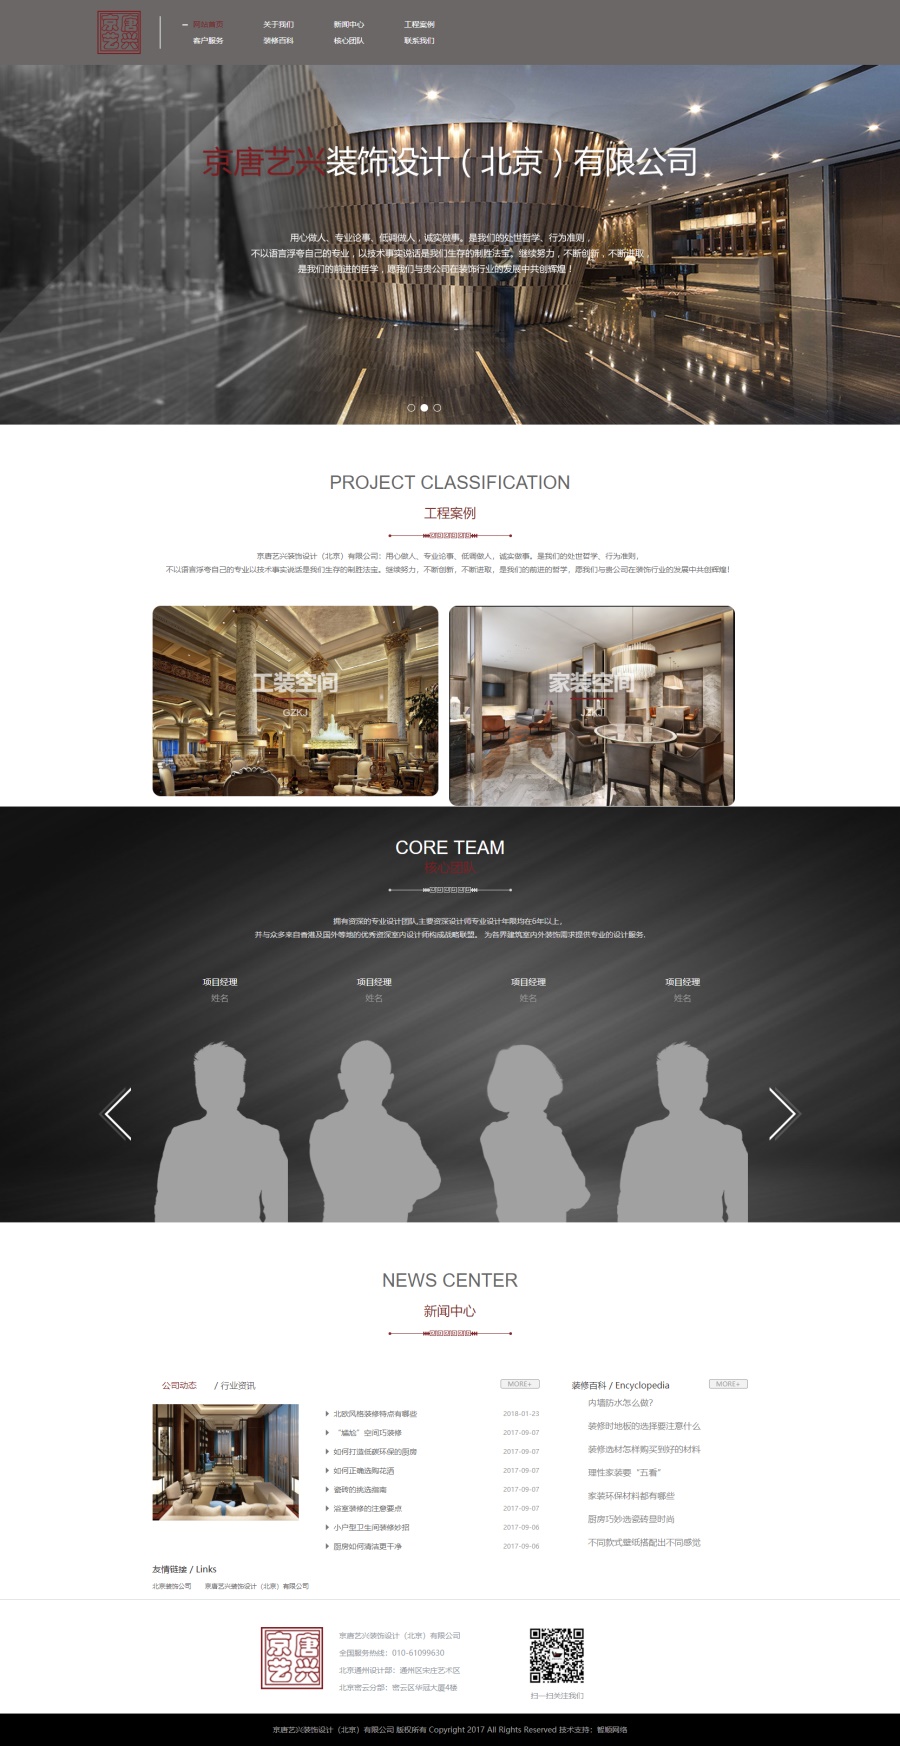 京唐
艺兴
网站首页 关于我们 新闻中心 工程案例
客户服务 装修百科 核心团队 联系我们
京唐艺兴装饰设计（北京）有限公司
用心做人、专业论事、低调做人，诚实做事。是我们的处世哲学、行为准则，
不以语言浮夸自己的专业，以技术事实说话是我们生存的制胜法宝。继续努力，不断创新，不断进取，
是我们的前进的哲学，愿我们与贵公司在装饰行业的发展中共创辉煌！
PROJECT CLASSIFICATION
工程案例
京唐艺兴装饰设计（北京）有限公司：用心做人、专业论事、低调做人，诚实做事。是我们的处世哲学、行为准则，
不以语言浮夸自己的专业以技术事实说话是我们生存的制胜法宝。继续努力，不断创新，不断进取，是我们的前进的哲学，愿我们与贵公司在装饰行业的发展中共创辉煌！
工装空间
GZKJ
家装空间
JZKJ
CORE TEAM
核心团队
拥有资深的专业设计团队,主要资深设计师专业设计年限均在6年以上，
并与众多来自香港及国外等地的优秀资深室内设计师构成战略联盟。 为各界建筑室内外装饰需求提供专业的设计服务.
项目经理 项目经理 项目经理 项目经理
姓名 姓名 姓名 姓名
NEWS CENTER
新闻中心
公司动态 / 行业资讯 MORE+
北欧风格装修特点有哪些 2018-01-23
“尴尬”空间巧装修 2017-09-07
如何打造低碳环保的厨房 2017-09-07
如何正确选购花洒 2017-09-07
瓷砖的挑选指南 2017-09-07
浴室装修的注意要点 2017-09-07
小户型卫生间装修妙招 2017-09-06
厨房如何清洁更干净 2017-09-06
装修百科 / Encyclopedia MORE+
内墙防水怎么做？
装修时地板的选择要注意什么
装修选材怎样购买到好的材料
理性家装要“五看”
家装环保材料都有哪些
厨房巧妙选瓷砖显时尚
不同款式壁纸搭配出不同感觉
友情链接 / Links
北京装饰公司 京唐艺兴装饰设计（北京）有限公司
京唐
艺兴
京唐艺兴装饰设计（北京）有限公司
全国服务热线：010-61099630
北京通州设计部：通州区宋庄艺术区
北京密云分部：密云区华冠大厦4楼
扫一扫关注我们
京唐艺兴装饰设计（北京）有限公司 版权所有 Copyright 2017 All Rights Reserved 技术支持：智顺网络